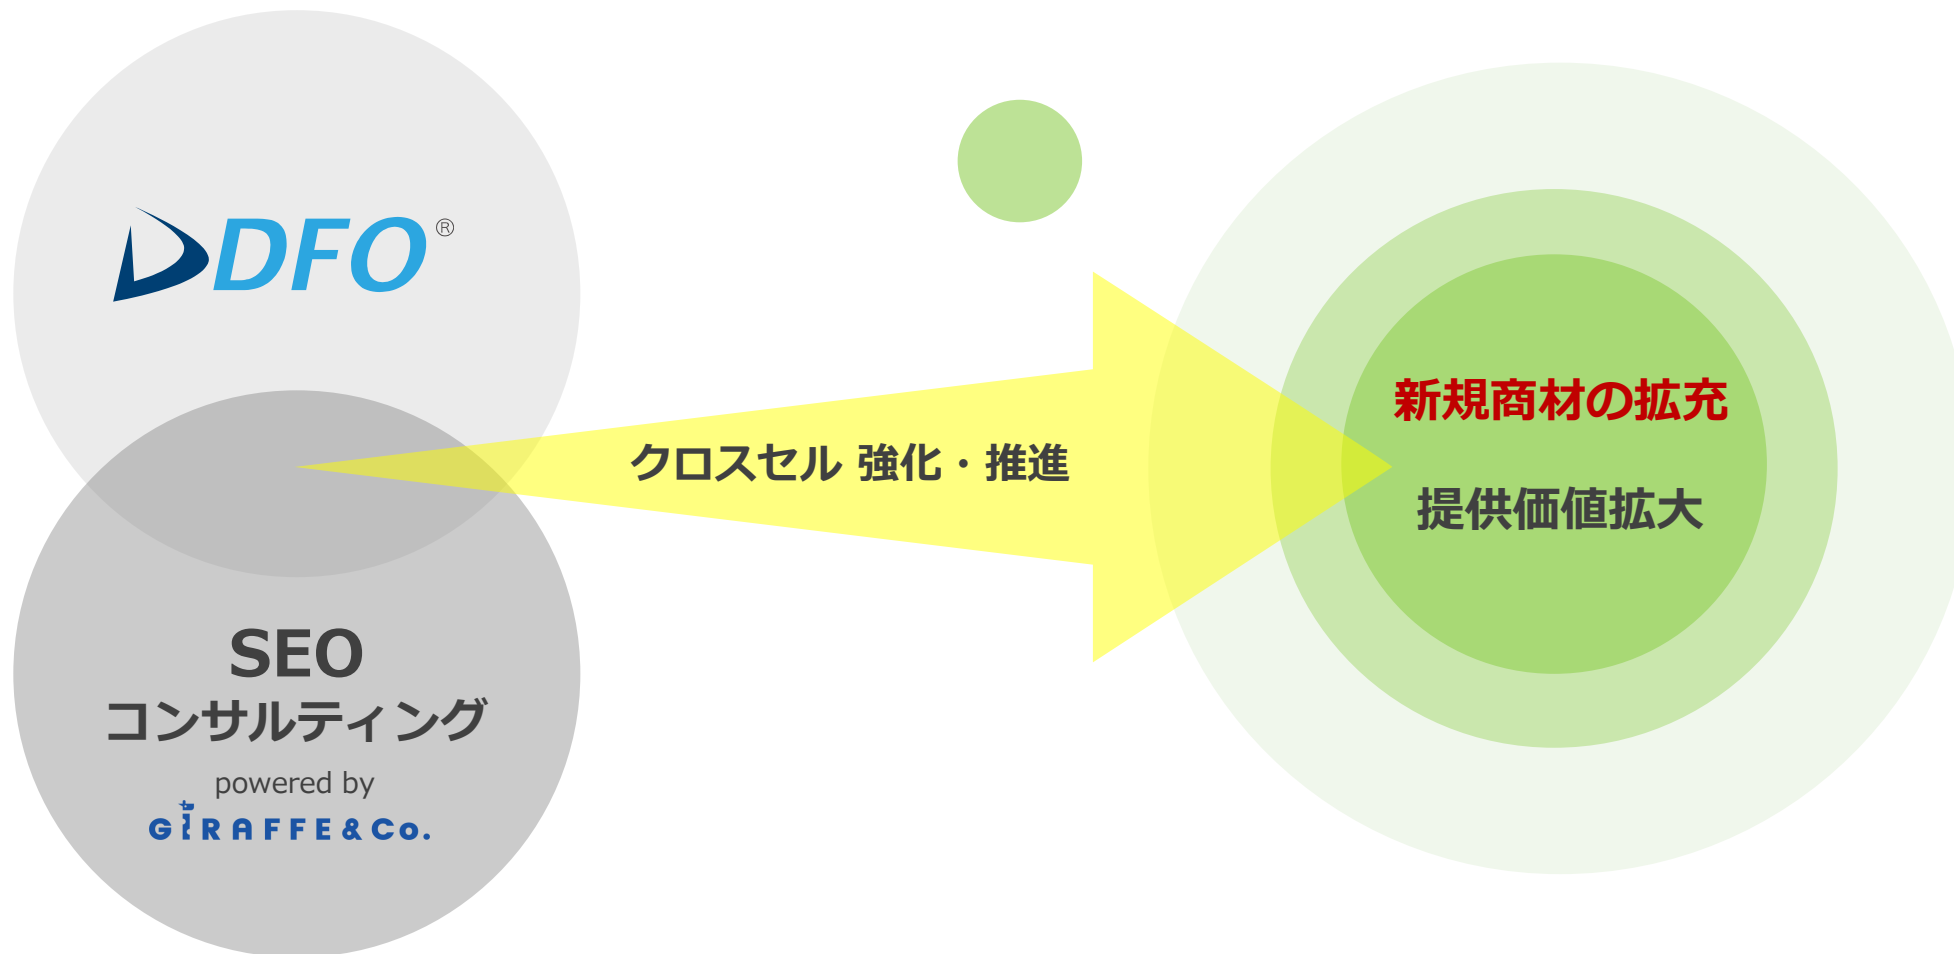 DFO®
SEO
コンサルティング
powered by
GIRAFFE&Co.
クロスセル 強化・推進
新規商材の拡充
提供価値拡大